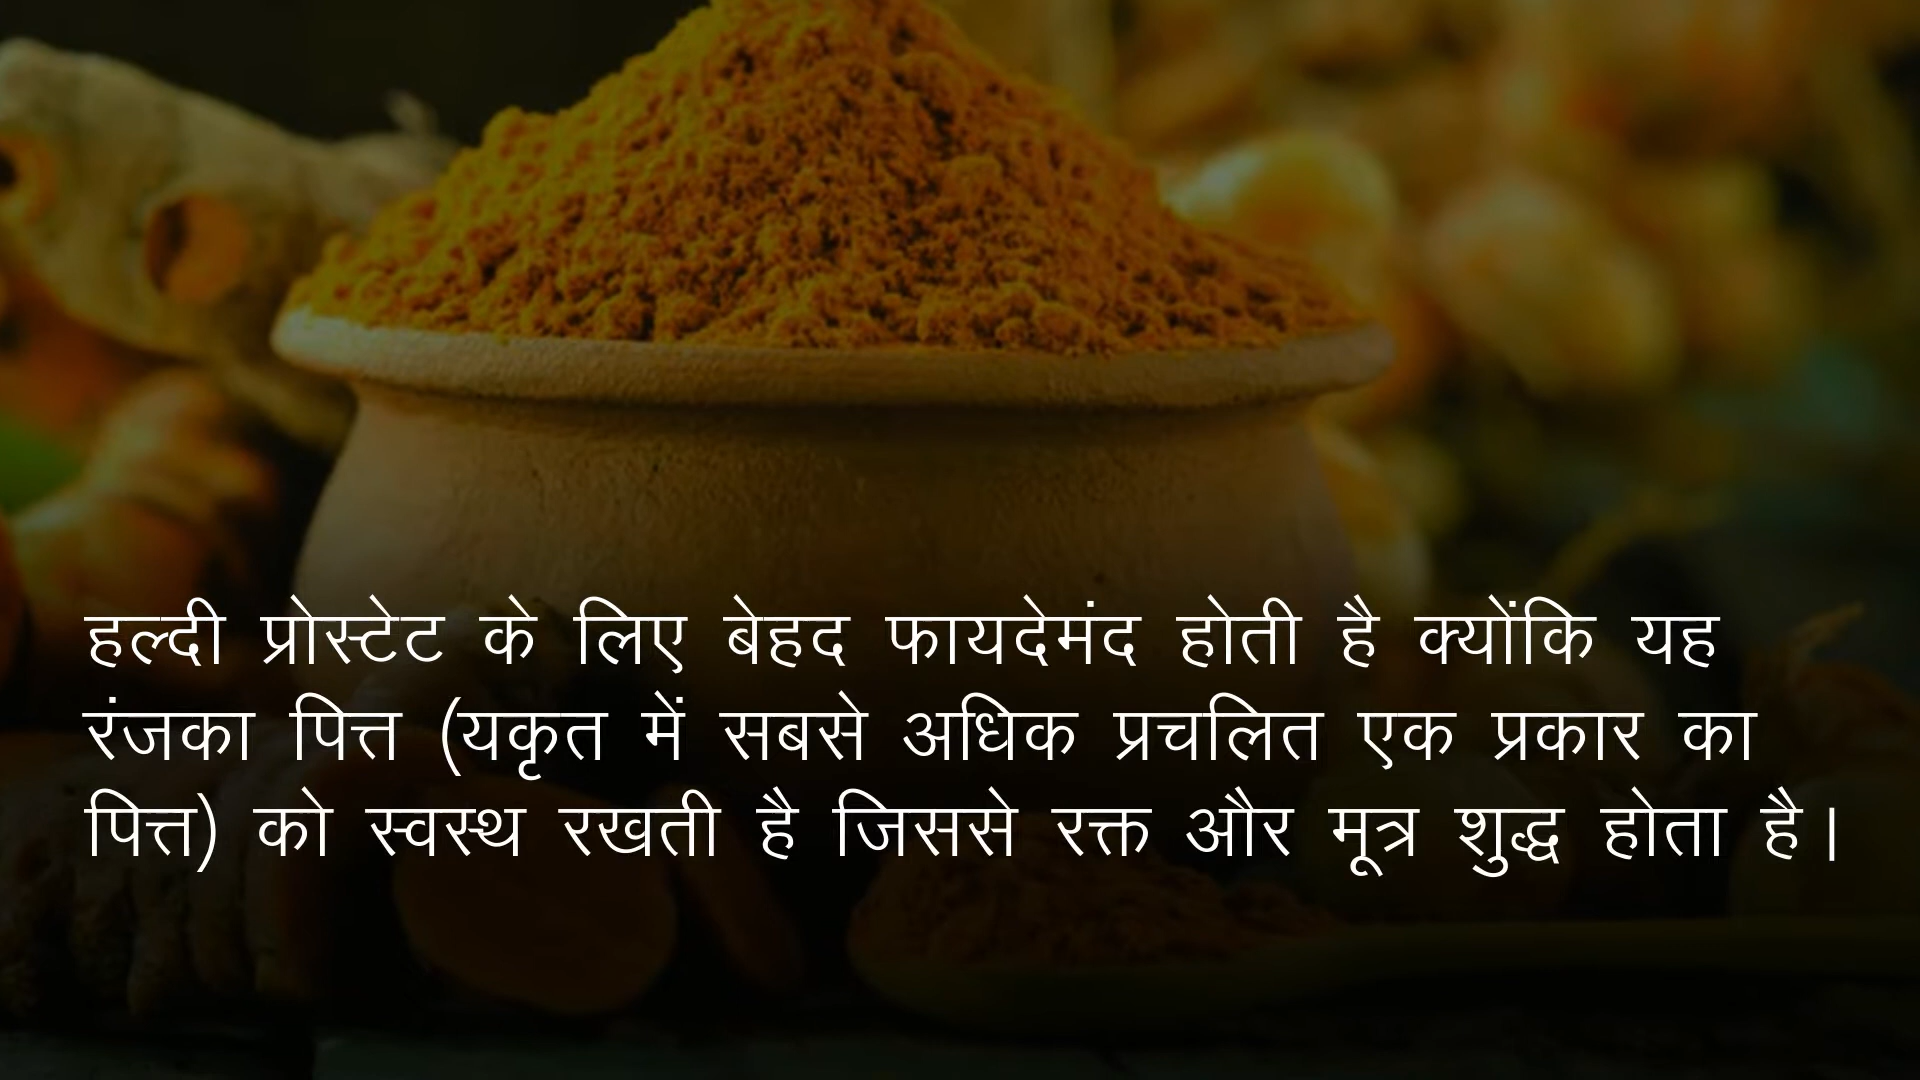 हल्दी प्रोस्टेट के लिए बेहद फायदेमंद होती है क्योंकि यह
रंजका पित्त (यकृत में सबसे अधिक प्रचलित एक प्रकार का
पित्त) को स्वस्थ रखती है जिससे रक्त और मूत्र शुद्ध होता है।